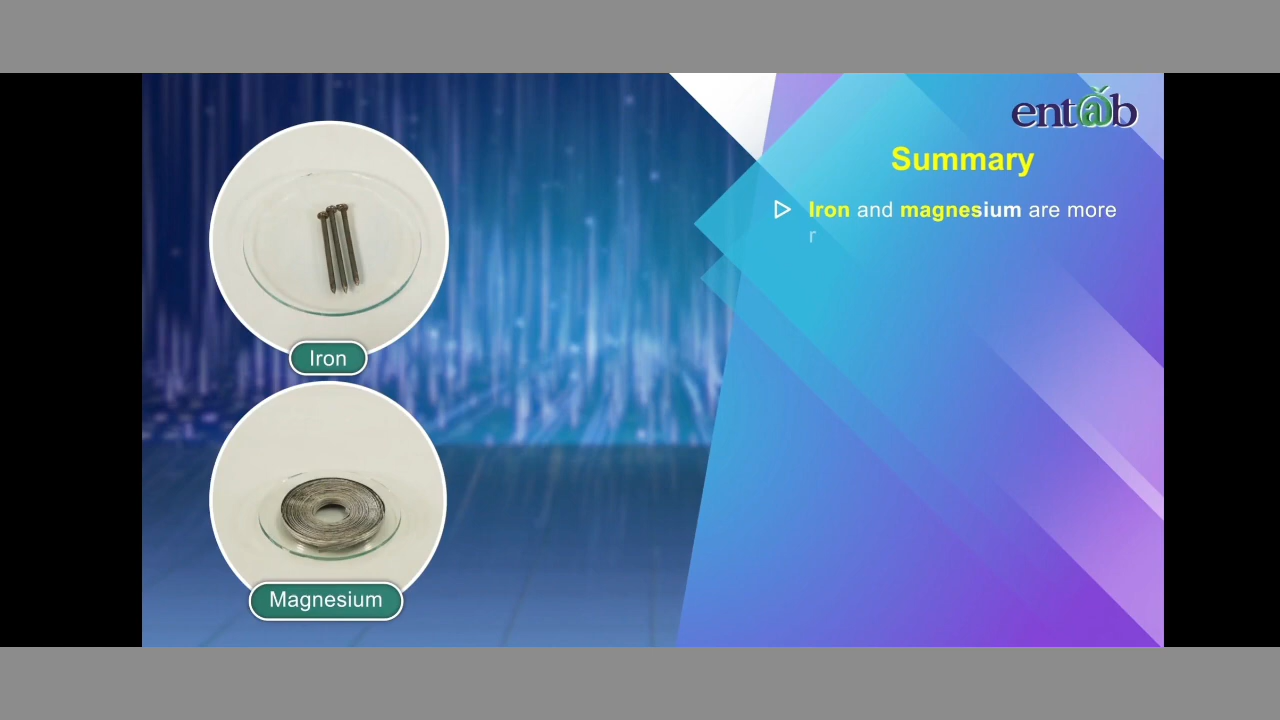 entab
Summary
Iron and magnesium are more
r
Iron
Magnesium